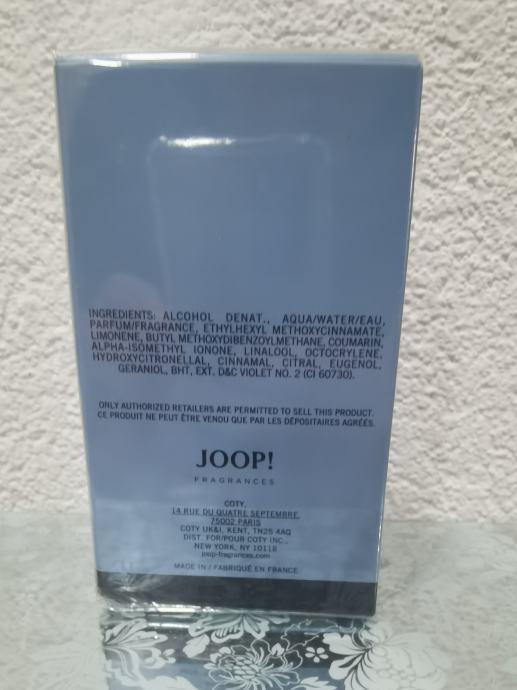 INGREDIENTS: ALCOHOL DENAT., AQUA/WATER/EAU,
PARFUM/FRAGRANCE, ETHYLHEXYL METHOXYCINNAMATE,
LIMONENE, BUTYL METHOXYDIBENZOYLMETHANE, COUMARIN,
ALPHA-ISOMETHYL IONONE, LINALOOL, OCTOCRYLENE,
HYDROXYCITRONELLAL, CINNAMAL, CITRAL, EUGENOL,
GERANIOL, BHT, EXT. D&C VIOLET NO. 2 (CI 60730).
ONLY AUTHORIZED RETAILERS ARE PERMITTED TO SELL THIS PRODUCT.
CE PRODUIT NE PEUT ÊTRE VENDU QUE PAR LES DÉPOSITAIRES AGRÉÉS.
JOOP!
FRAGRANCES
COTY,
14 RUE DU QUATRE SEPTEMBRE,
75002 PARIS
COTY UK&I, KENT, TN25 4AQ
DIST. FOR/POUR COTY INC.,
NEW YORK, NY 10118
joop-fragrances.com
MADE IN / FABRIQUÉ EN FRANCE